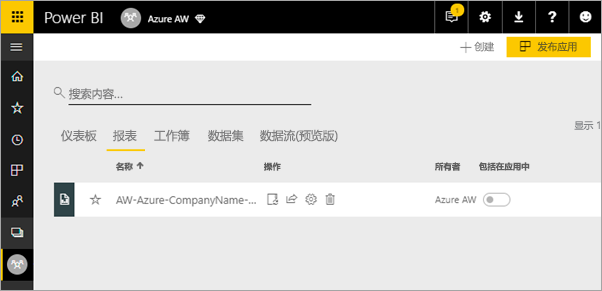 Power BI
Azure AW
1
创建
发布应用
搜索内容...
显示 1
仪表板
报表
工作簿
数据集
数据流(预览版)
名称
操作
所有者
包括在应用中
AW-Azure-CompanyName-...
Azure AW